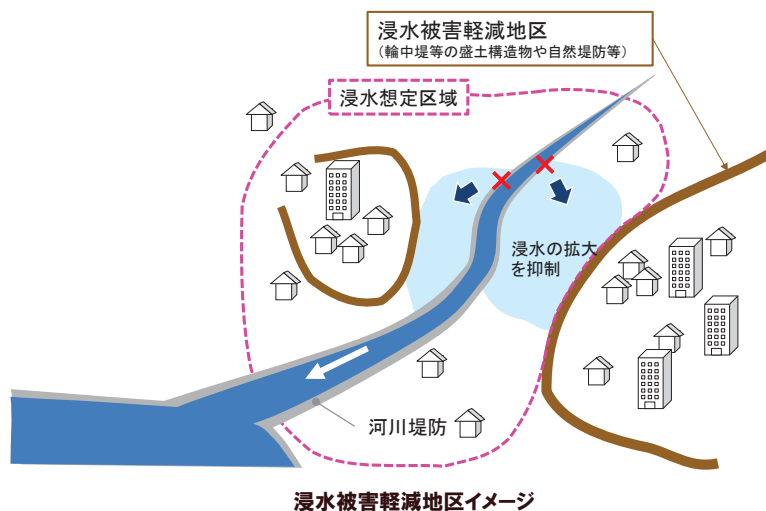 浸水被害軽減地区
（輪中堤等の盛土構造物や自然堤防等）
浸水想定区域
浸水の拡大
を抑制
河川堤防
浸水被害軽減地区イメージ